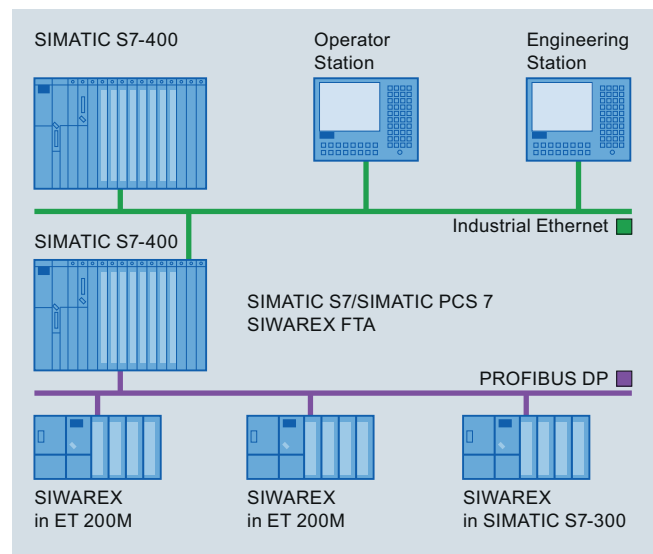 SIMATIC S7-400
Operator
Station
Engineering
Station
Industrial Ethernet
SIMATIC S7-400
SIMATIC S7/SIMATIC PCS 7
SIWAREX FTA
PROFIBUS DP
SIWAREX
in ET 200M
SIWAREX
in ET 200M
SIWAREX
in SIMATIC S7-300